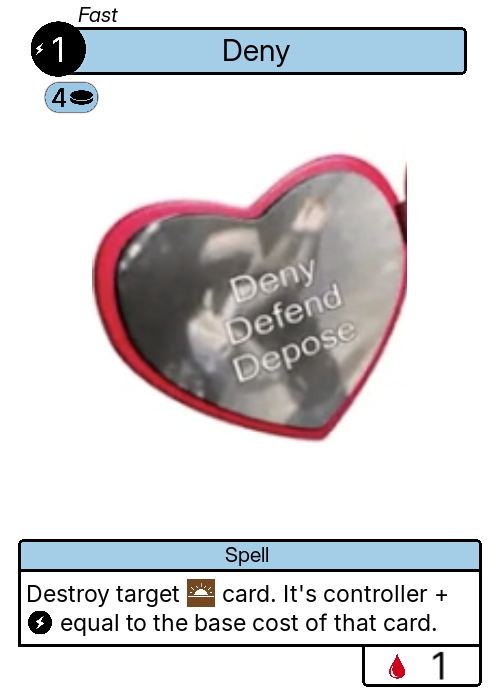 Fast
1
Deny
4
Deny
Defend
Depose
Spell
Destroy target card. It's controller +
equal to the base cost of that card.
1